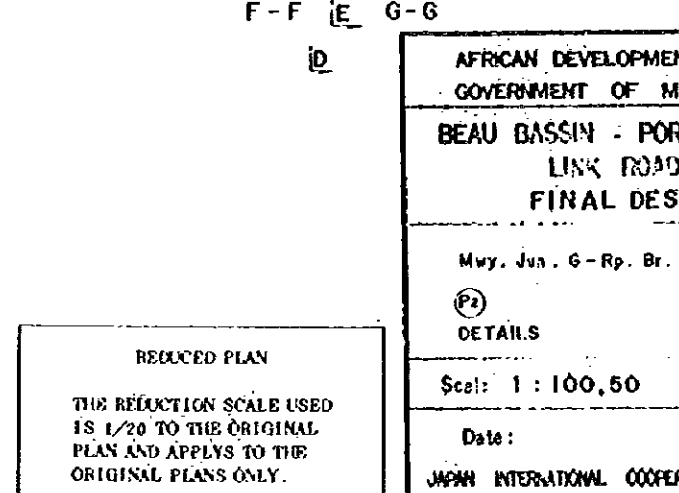 F - F E G - G
D
AFRICAN DEVELOPMEN
GOVERNMENT OF M
BEAU BASSIN - POR
LINK ROAD
FINAL DES
Mwy. Jun. G - Rp. Br.
P2
DETAILS
Scal: 1 : 100,50
Date :
JAPAN INTERNATIONAL COOPER
REDUCED PLAN
THE REDUCTION SCALE USED
IS 1/20 TO THE ORIGINAL
PLAN AND APPLYS TO THE
ORIGINAL PLANS ONLY.